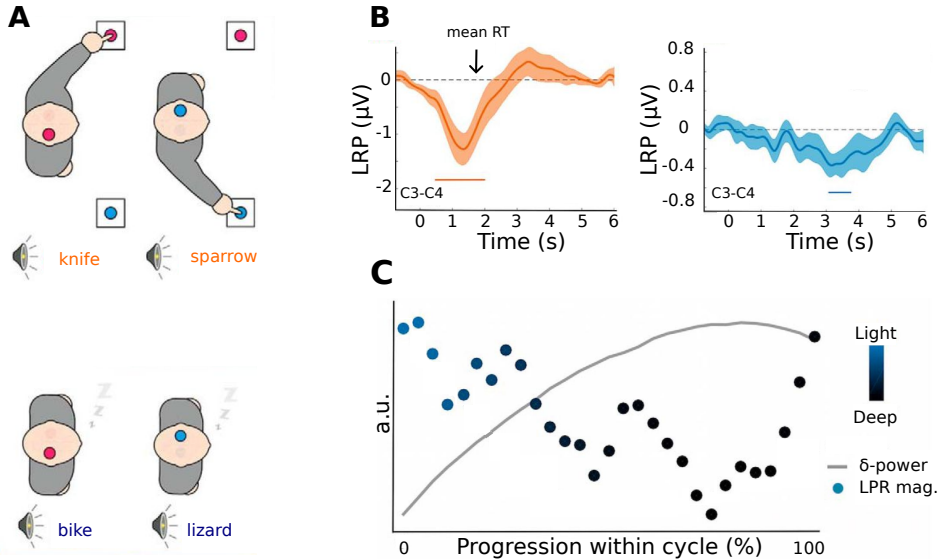 A
knife
sparrow
z
z
z
z
bike
lizard
B
mean RT
LRP (μV)
0
-1
-2
C3-C4
0 1 2 3 4 5 6
Time (s)
LRP (μV)
0.8
0.4
0
-0.4
-0.8
C3-C4
0 1 2 3 4 5 6
Time (s)
C
a.u.
0
Progression within cycle (%)
100
Light
Deep
δ-power
LPR mag.